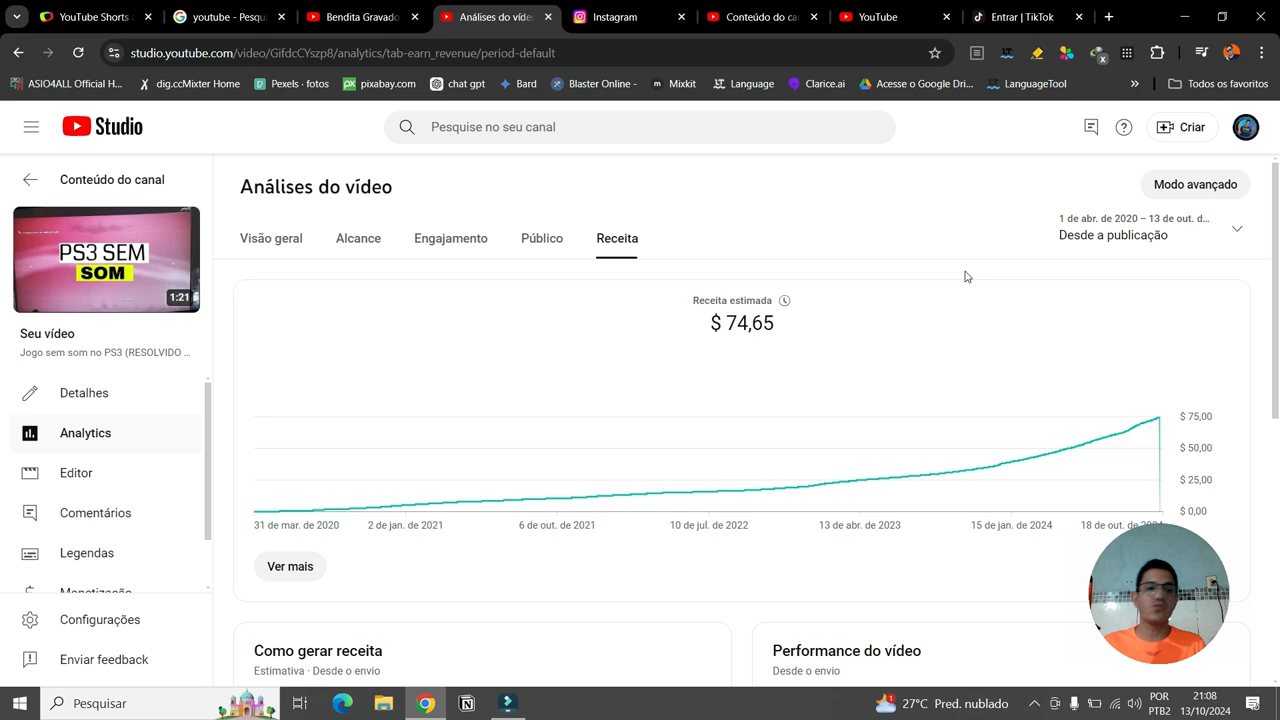 YouTube Shorts
youtube - Pesqu
Bendita Gravado
Análises do víde
Instagram
Conteúdo do ca
YouTube
Entrar | TikTok
studio.youtube.com/video/GifdcCYszp8/analytics/tab-earn_revenue/period-default
ASIO4ALL Official H...
dig.ccMixter Home
Pexels - fotos
pixabay.com
chat gpt
Bard
Blaster Online -
Mixkit
Language
Clarice.ai
Acesse o Google Dri...
LanguageTool
Todos os favoritos
Studio
Pesquise no seu canal
Criar
Conteúdo do canal
PS3 SEM
SOM
1:21
Seu vídeo
Jogo sem som no PS3 (RESOLVIDO ...
Detalhes
Analytics
Editor
Comentários
Legendas
Monetização
Configurações
Enviar feedback
Análises do vídeo
Modo avançado
Visão geral
Alcance
Engajamento
Público
Receita
1 de abr. de 2020 – 13 de out. d...
Desde a publicação
Receita estimada
$ 74,65
$ 75,00
$ 50,00
$ 25,00
$ 0,00
31 de mar. de 2020
2 de jan. de 2021
6 de out. de 2021
10 de jul. de 2022
13 de abr. de 2023
15 de jan. de 2024
18 de out. de
Ver mais
Como gerar receita
Estimativa · Desde o envio
Performance do vídeo
Desde o envio
Pesquisar
27°C Pred. nublado
POR
PTB2
21:08
13/10/2024